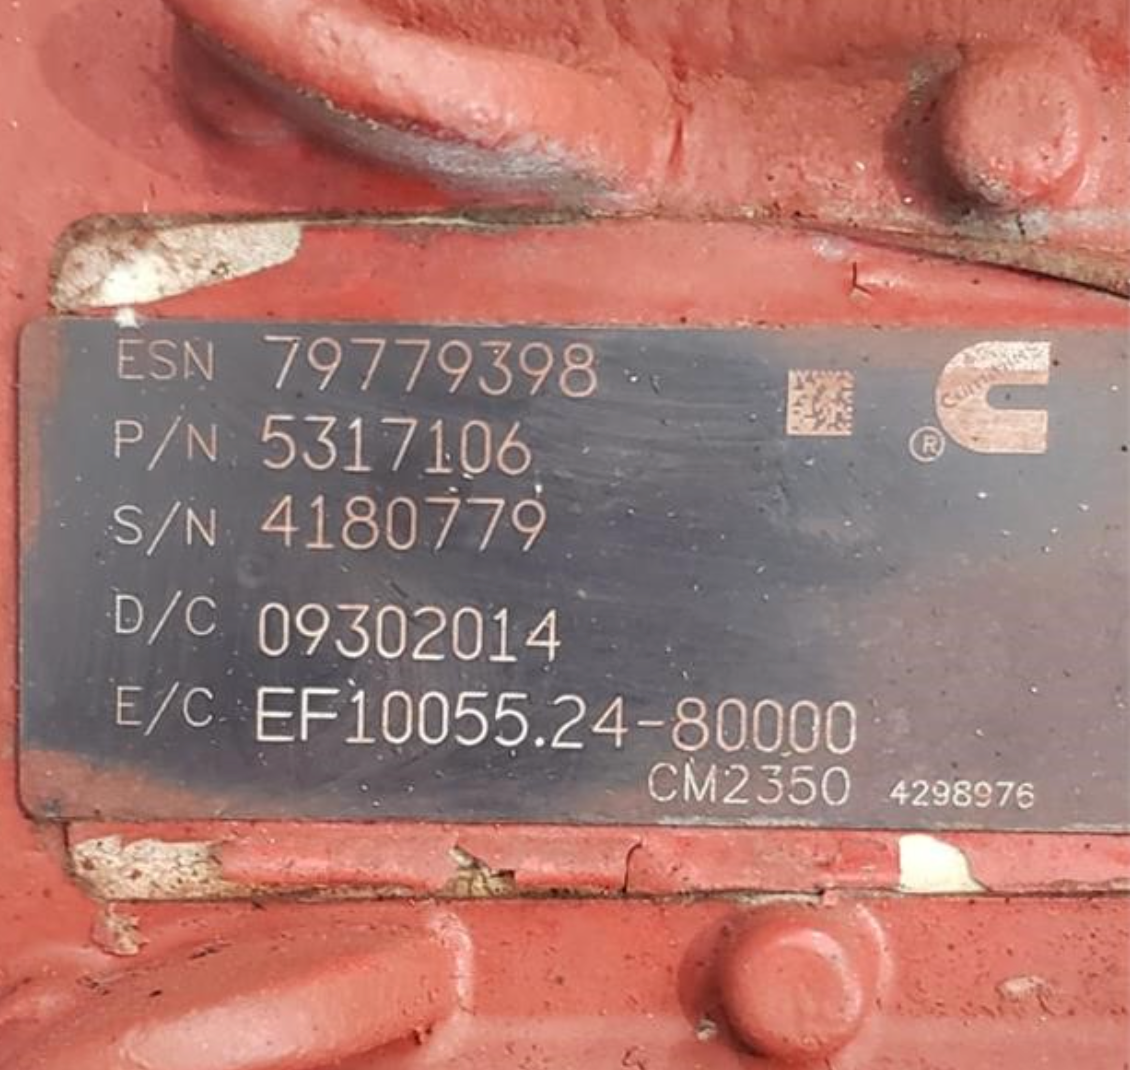 ESN 79779398
P/N 5317106
S/N 4180779
D/C 09302014
E/C EF10055.24-80000
CM2350 4298976
®